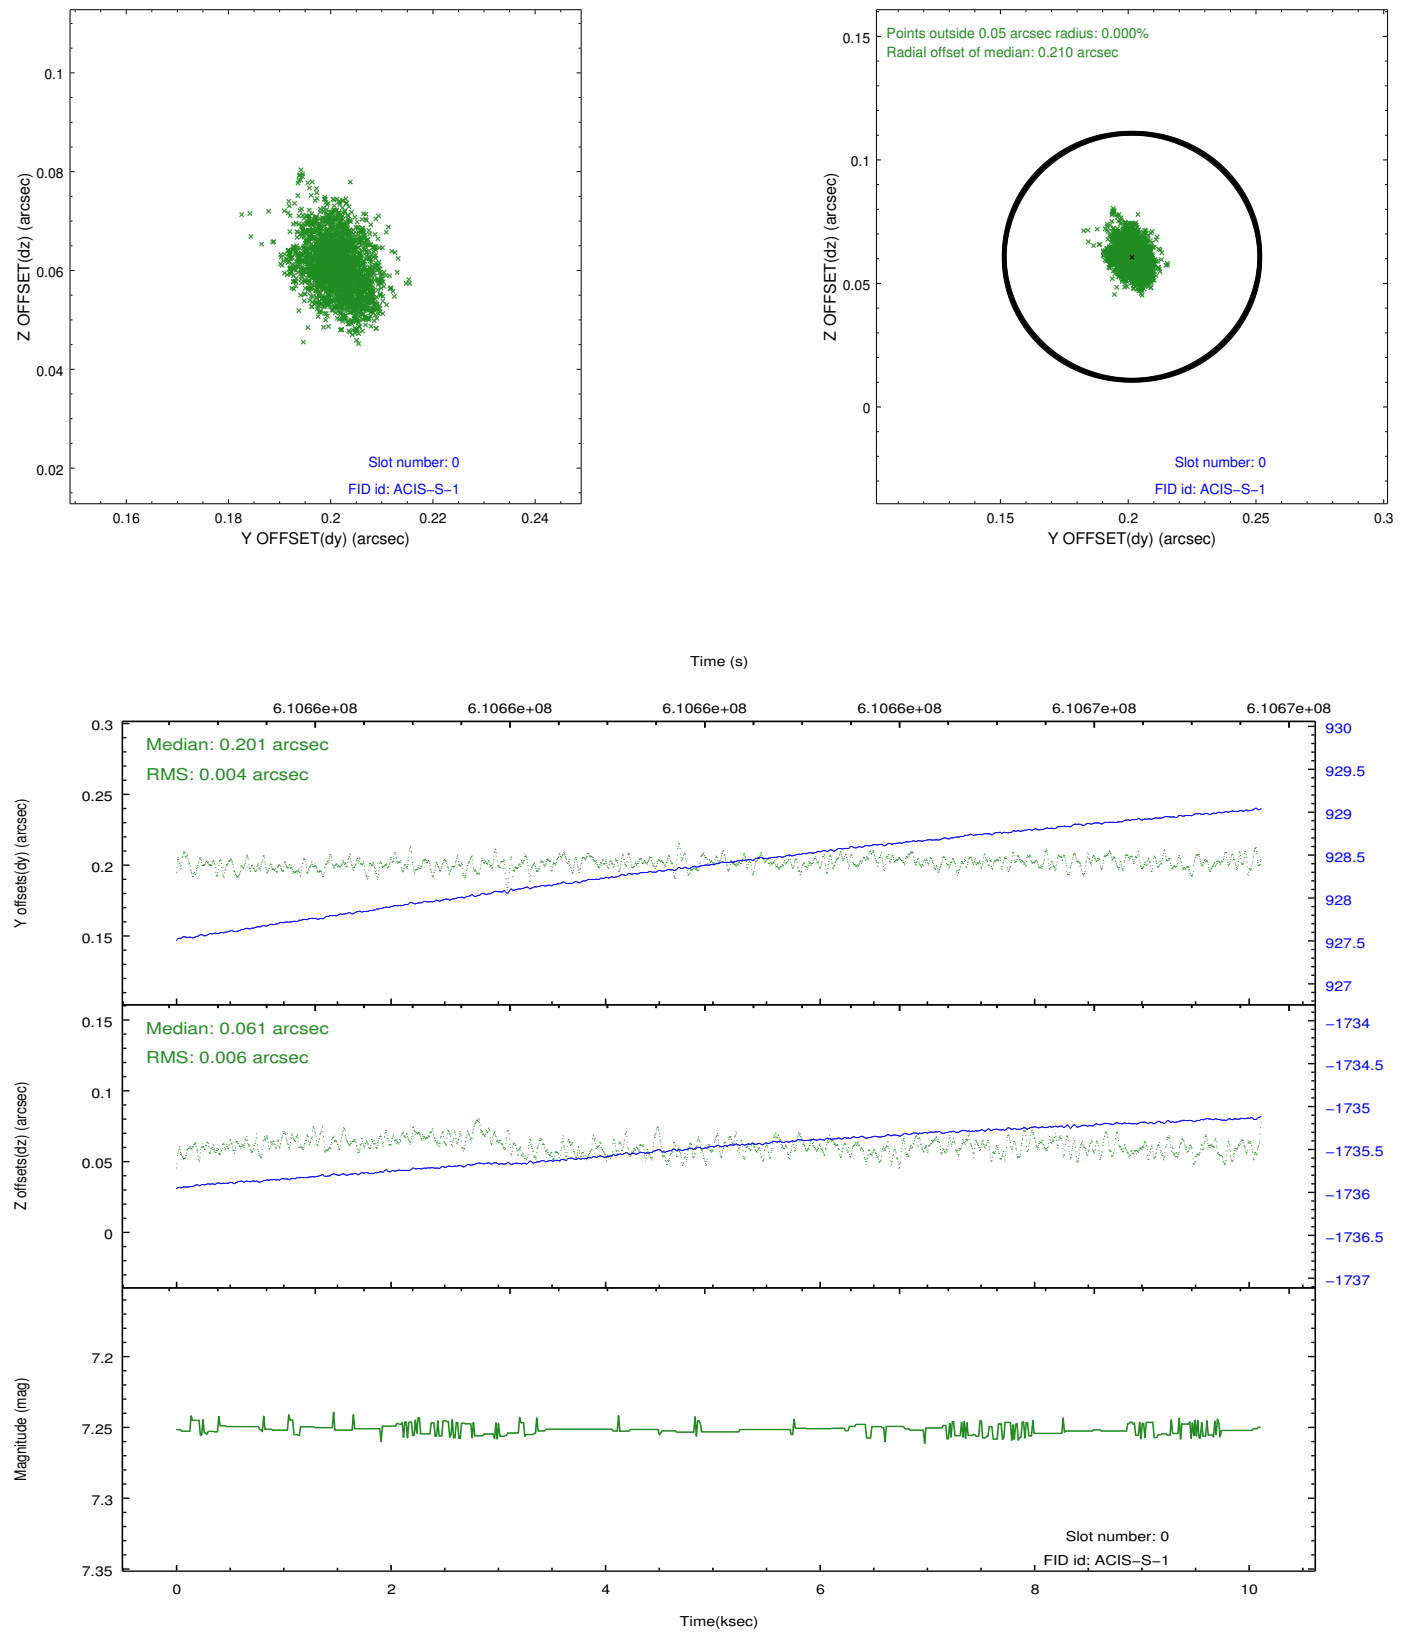 0.1
0.08
0.06
0.04
0.02
Z OFFSET(dz) (arcsec)
Slot number: 0
FID id: ACIS−S−1
0.16 0.18 0.2 0.22 0.24
Y OFFSET(dy) (arcsec)
Points outside 0.05 arcsec radius: 0.000%
Radial offset of median: 0.210 arcsec
0.15
0.1
0.05
0
Z OFFSET(dz) (arcsec)
Slot number: 0
FID id: ACIS−S−1
0.15 0.2 0.25 0.3
Y OFFSET(dy) (arcsec)
Time (s)
6.1066e+08 6.1066e+08 6.1066e+08 6.1066e+08 6.1067e+08 6.1067e+08
Median: 0.201 arcsec
RMS: 0.004 arcsec
0.3
0.25
0.2
0.15
Y offsets(dy) (arcsec)
930
929.5
929
928.5
928
927.5
927
Median: 0.061 arcsec
RMS: 0.006 arcsec
0.15
0.1
0.05
0
Z offsets(dz) (arcsec)
−1734
−1734.5
−1735
−1735.5
−1736
−1736.5
−1737
7.2
7.25
7.3
7.35
Magnitude (mag)
Slot number: 0
FID id: ACIS−S−1
0 2 4 6 8 10
Time(ksec)